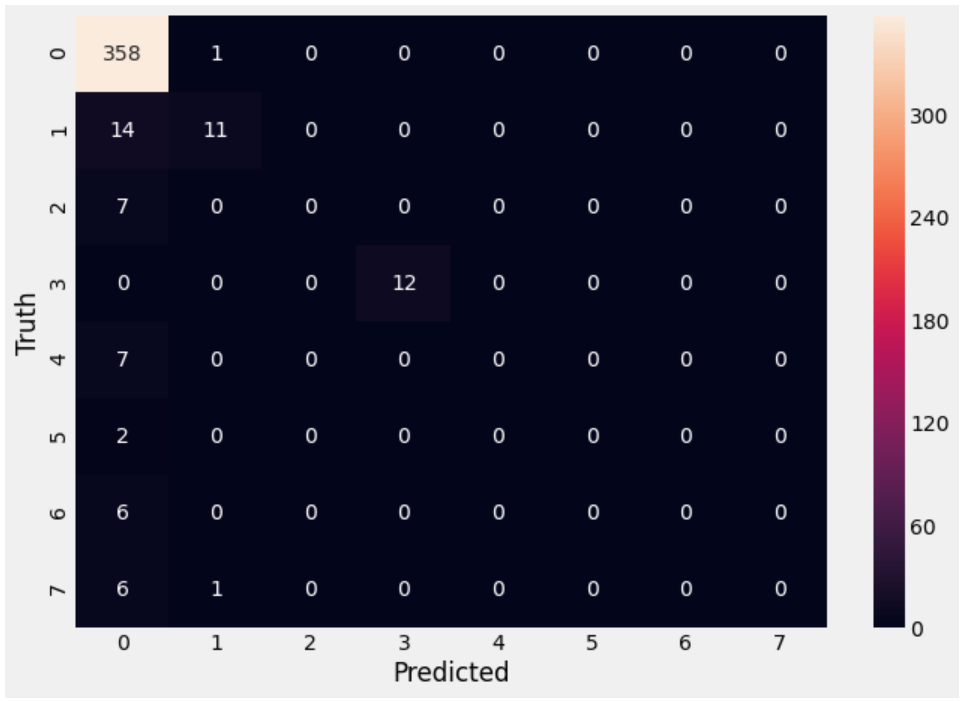 0 358 1 0 0 0 0 0 0
1 14 11 0 0 0 0 0 0
2 7 0 0 0 0 0 0 0
3 0 0 0 12 0 0 0 0
4 7 0 0 0 0 0 0 0
5 2 0 0 0 0 0 0 0
6 6 0 0 0 0 0 0 0
7 6 1 0 0 0 0 0 0
0 1 2 3 4 5 6 7
Truth
Predicted
300
240
180
120
60
0